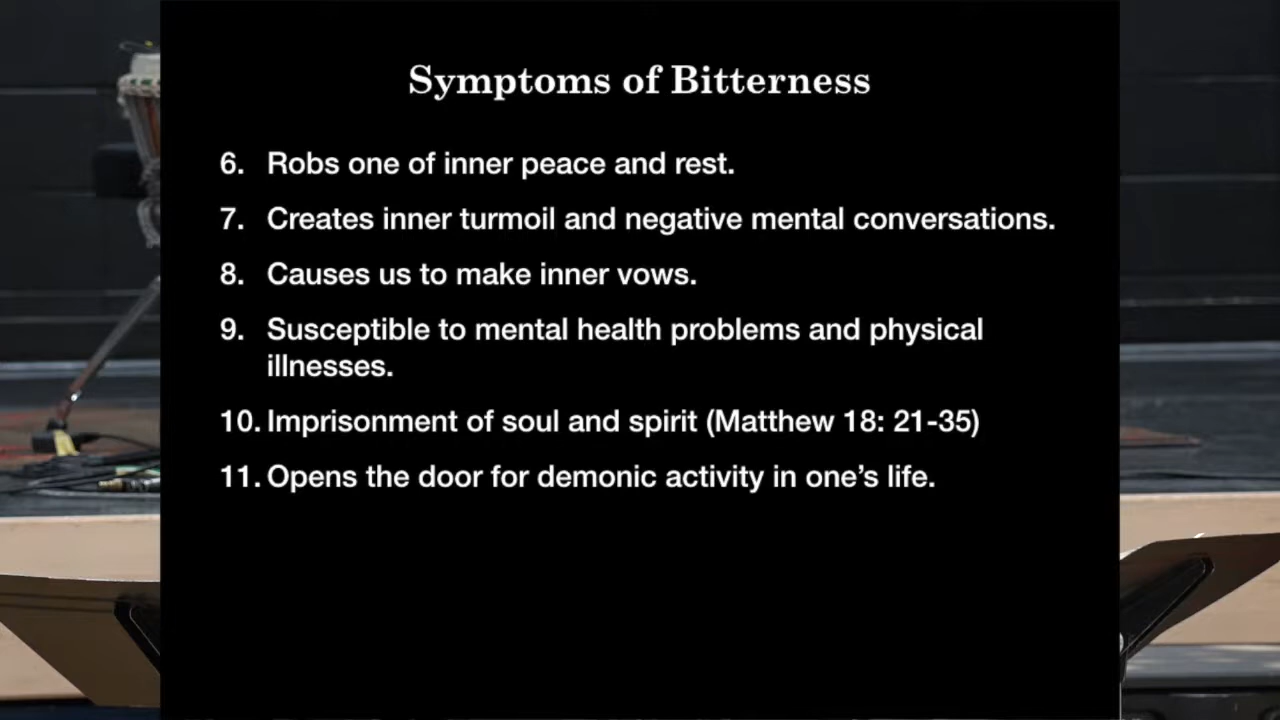 Symptoms of Bitterness
6. Robs one of inner peace and rest.
7. Creates inner turmoil and negative mental conversations.
8. Causes us to make inner vows.
9. Susceptible to mental health problems and physical
illnesses.
10. Imprisonment of soul and spirit (Matthew 18: 21-35)
11. Opens the door for demonic activity in one’s life.